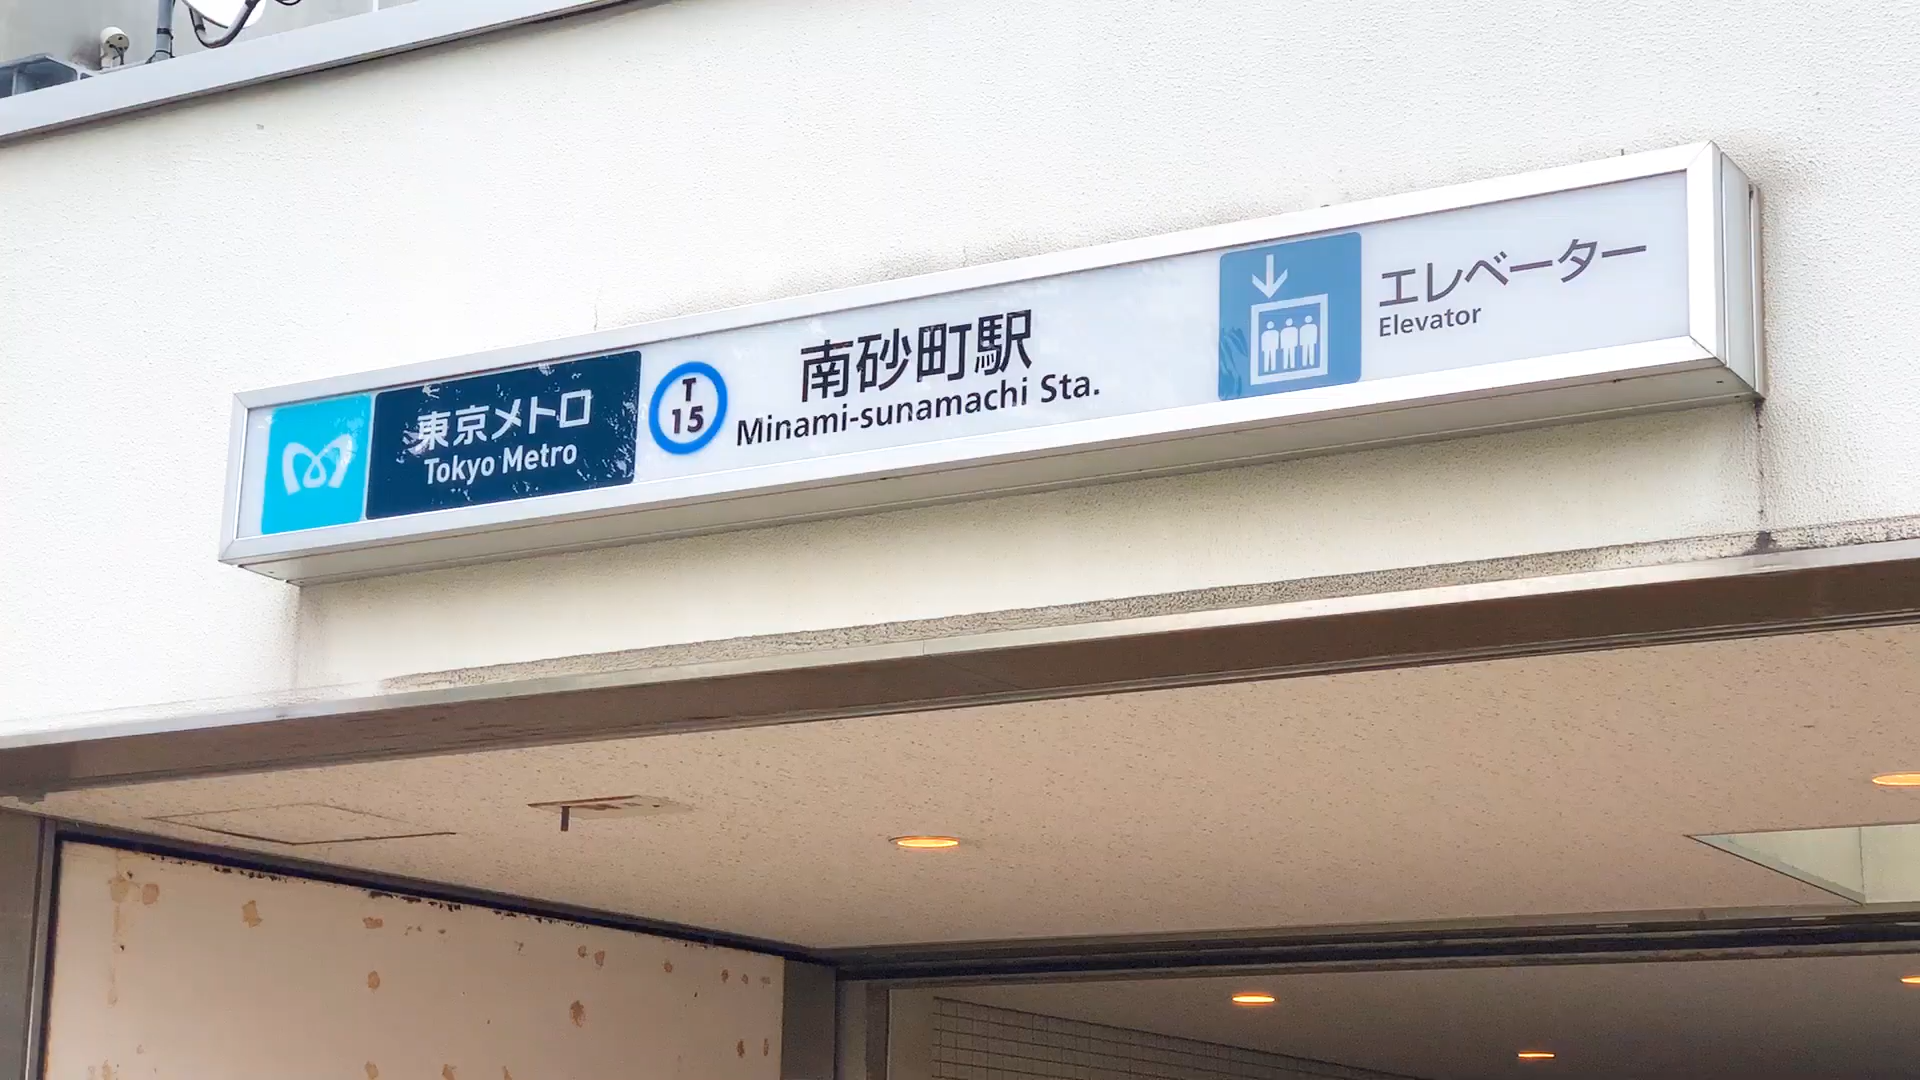 東京メトロ
Tokyo Metro
T
15
南砂町駅
Minami-sunamachi Sta.
エレベーター
Elevator